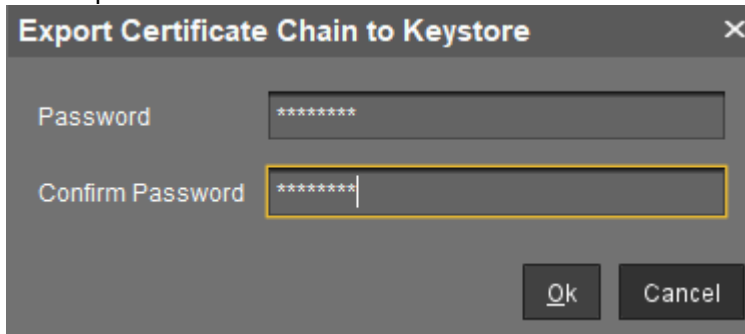 Export Certificate Chain to Keystore ×
Password ********
Confirm Password ********
Ok Cancel